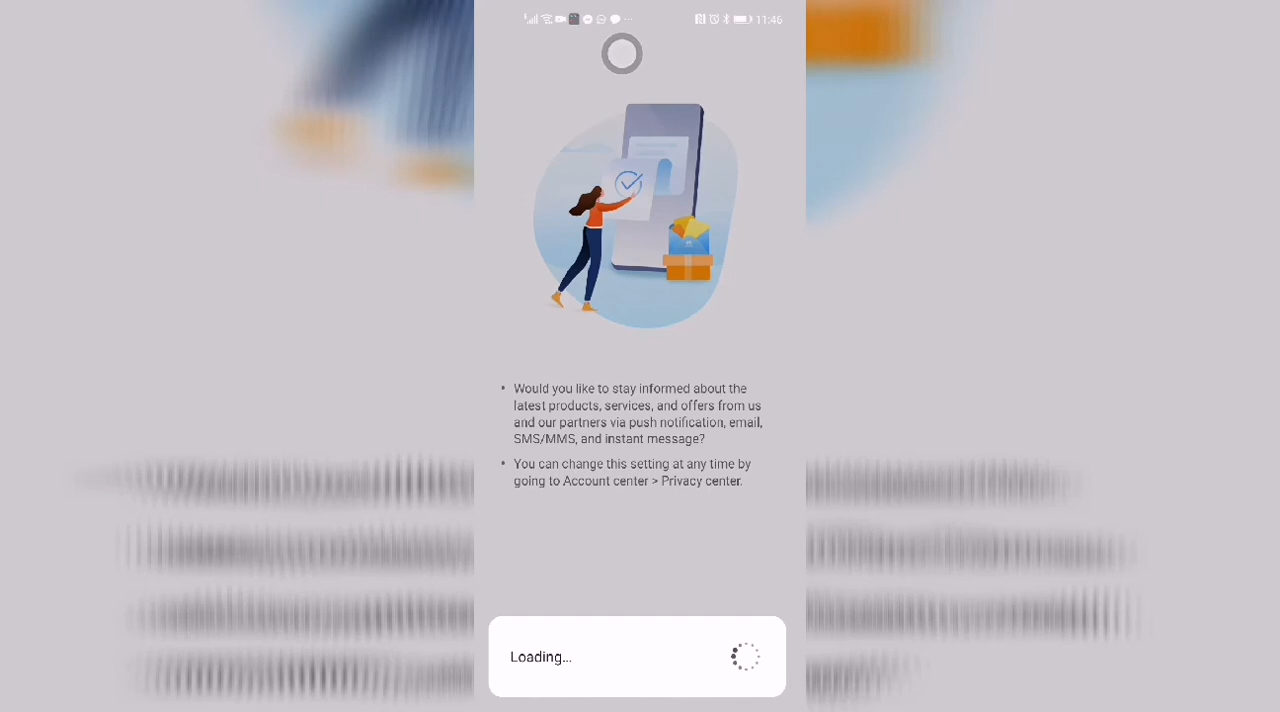 11:46
• Would you like to stay informed about the
latest products, services, and offers from us
and our partners via push notification, email,
SMS/MMS, and instant message?
• You can change this setting at any time by
going to Account center > Privacy center.
Loading...